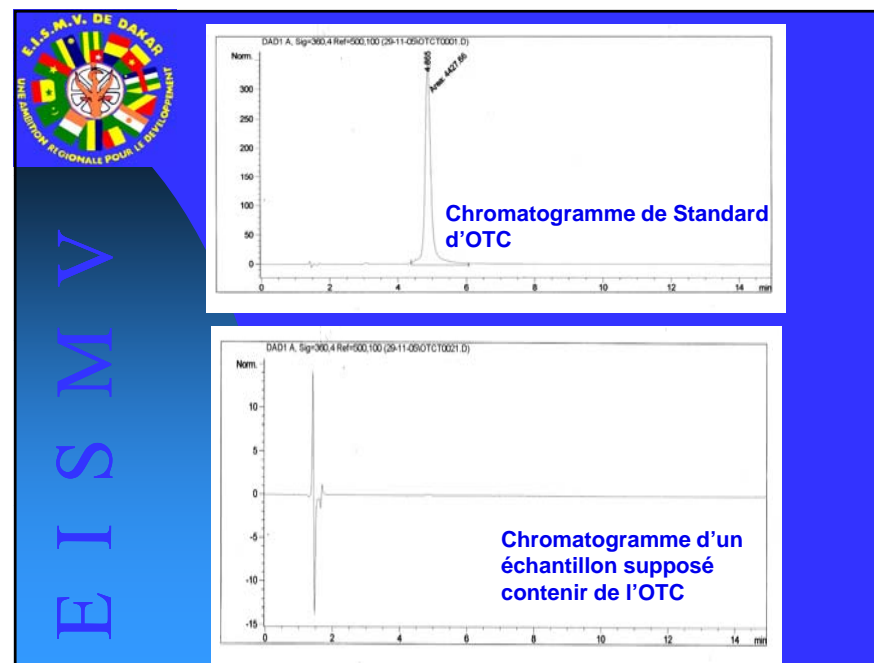 E.I.S.M.V. DE DAKAR
UNE AMBITION REGIONALE POUR LE DEVELOPPEMENT
E I S M V
DAD1 A, Sig=360,4 Ref=500,100 (29-11-05\OTCT0001.D)
Norm.
300
250
200
150
100
50
0
4.865
Area: 4427.66
Chromatogramme de Standard
d’OTC
0 2 4 6 8 10 12 14 min
DAD1 A, Sig=360,4 Ref=500,100 (29-11-05\OTCT0021.D)
Norm.
10
5
0
-5
-10
-15
Chromatogramme d’un
échantillon supposé
contenir de l’OTC
0 2 4 6 8 10 12 14 min